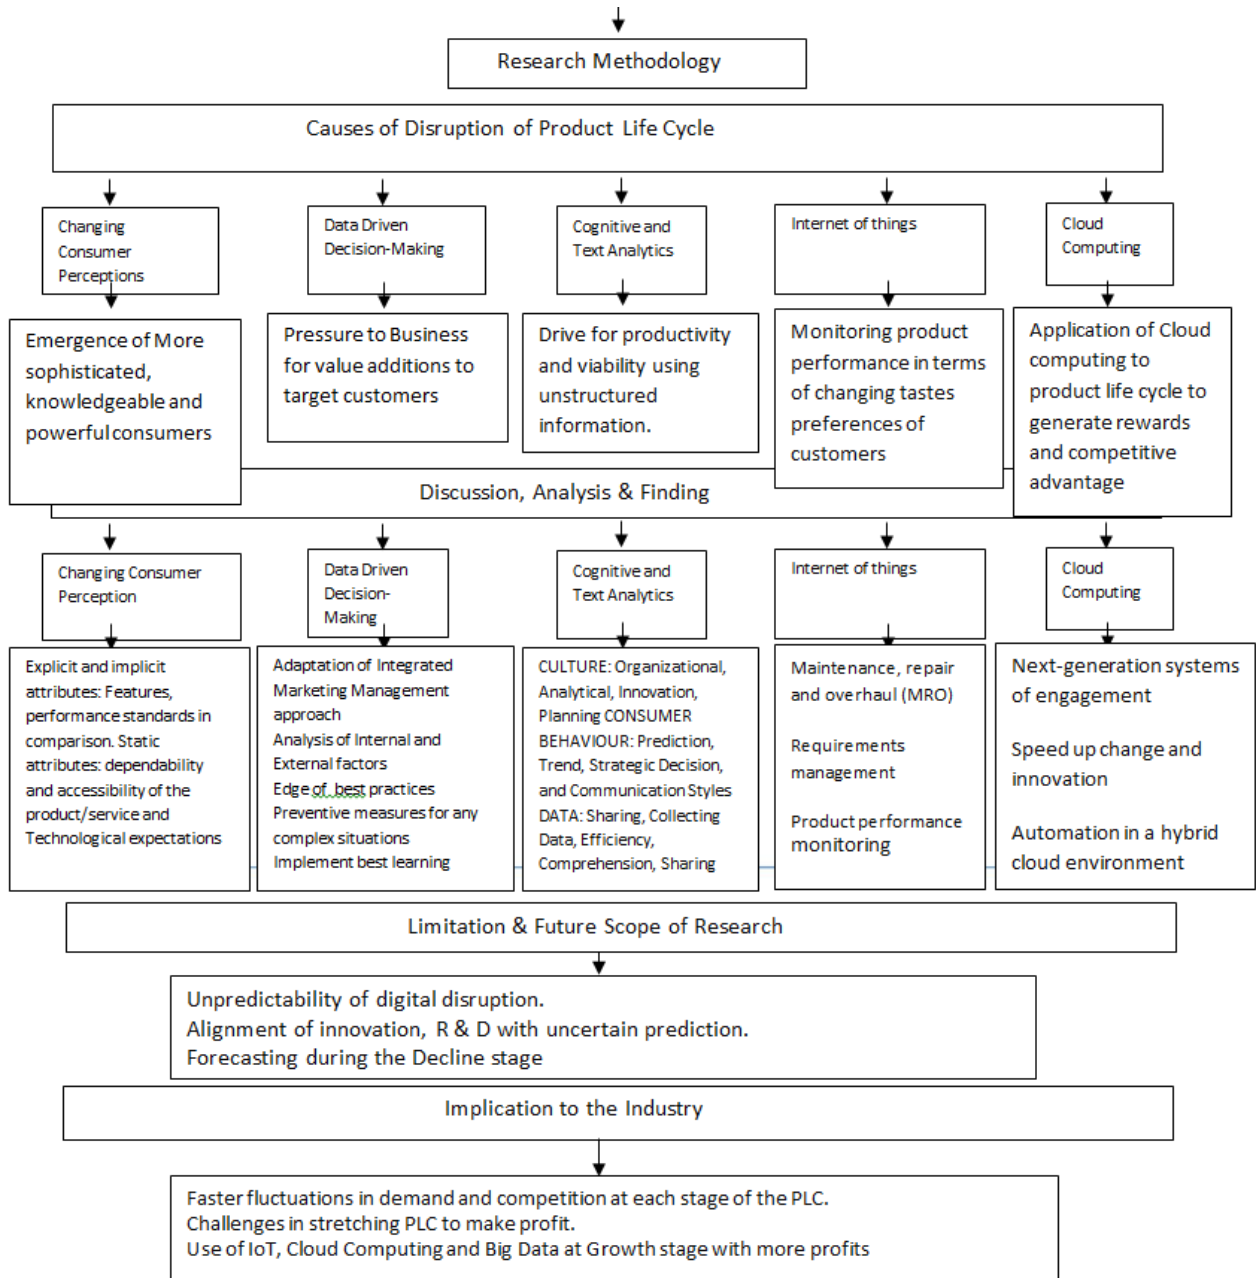 Research Methodology
Causes of Disruption of Product Life Cycle
Changing
Consumer
Perceptions
Data Driven
Decision-Making
Cognitive and
Text Analytics
Internet of things
Cloud
Computing
Emergence of More
sophisticated,
knowledgeable and
powerful consumers
Pressure to Business
for value additions to
target customers
Drive for productivity
and viability using
unstructured
information.
Monitoring product
performance in terms
of changing tastes
preferences of
customers
Application of Cloud
computing to
product life cycle to
generate rewards
and competitive
advantage
Discussion, Analysis & Finding
Changing Consumer
Perception
Data Driven
Decision-
Making
Cognitive and
Text Analytics
Internet of things
Cloud
Computing
Explicit and implicit
attributes: Features,
performance standards in
comparison. Static
attributes: dependability
and accessibility of the
product/service and
Technological expectations
Adaptation of Integrated
Marketing Management
approach
Analysis of Internal and
External factors
Edge of  best practices
Preventive measures for any
complex situations
Implement best learning
CULTURE: Organizational,
Analytical, Innovation,
Planning CONSUMER
BEHAVIOUR: Prediction,
Trend, Strategic Decision,
and Communication Styles
DATA: Sharing, Collecting
Data, Efficiency,
Comprehension, Sharing
Maintenance, repair
and overhaul (MRO)
Requirements
management
Product performance
monitoring
Next-generation systems
of engagement
Speed up change and
innovation
Automation in a hybrid
cloud environment
Limitation & Future Scope of Research
Unpredictability of digital disruption.
Alignment of innovation, R & D with uncertain prediction.
Forecasting during the Decline stage
Implication to the Industry
Faster fluctuations in demand and competition at each stage of the PLC.
Challenges in stretching PLC to make profit.
Use of IoT, Cloud Computing and Big Data at Growth stage with more profits